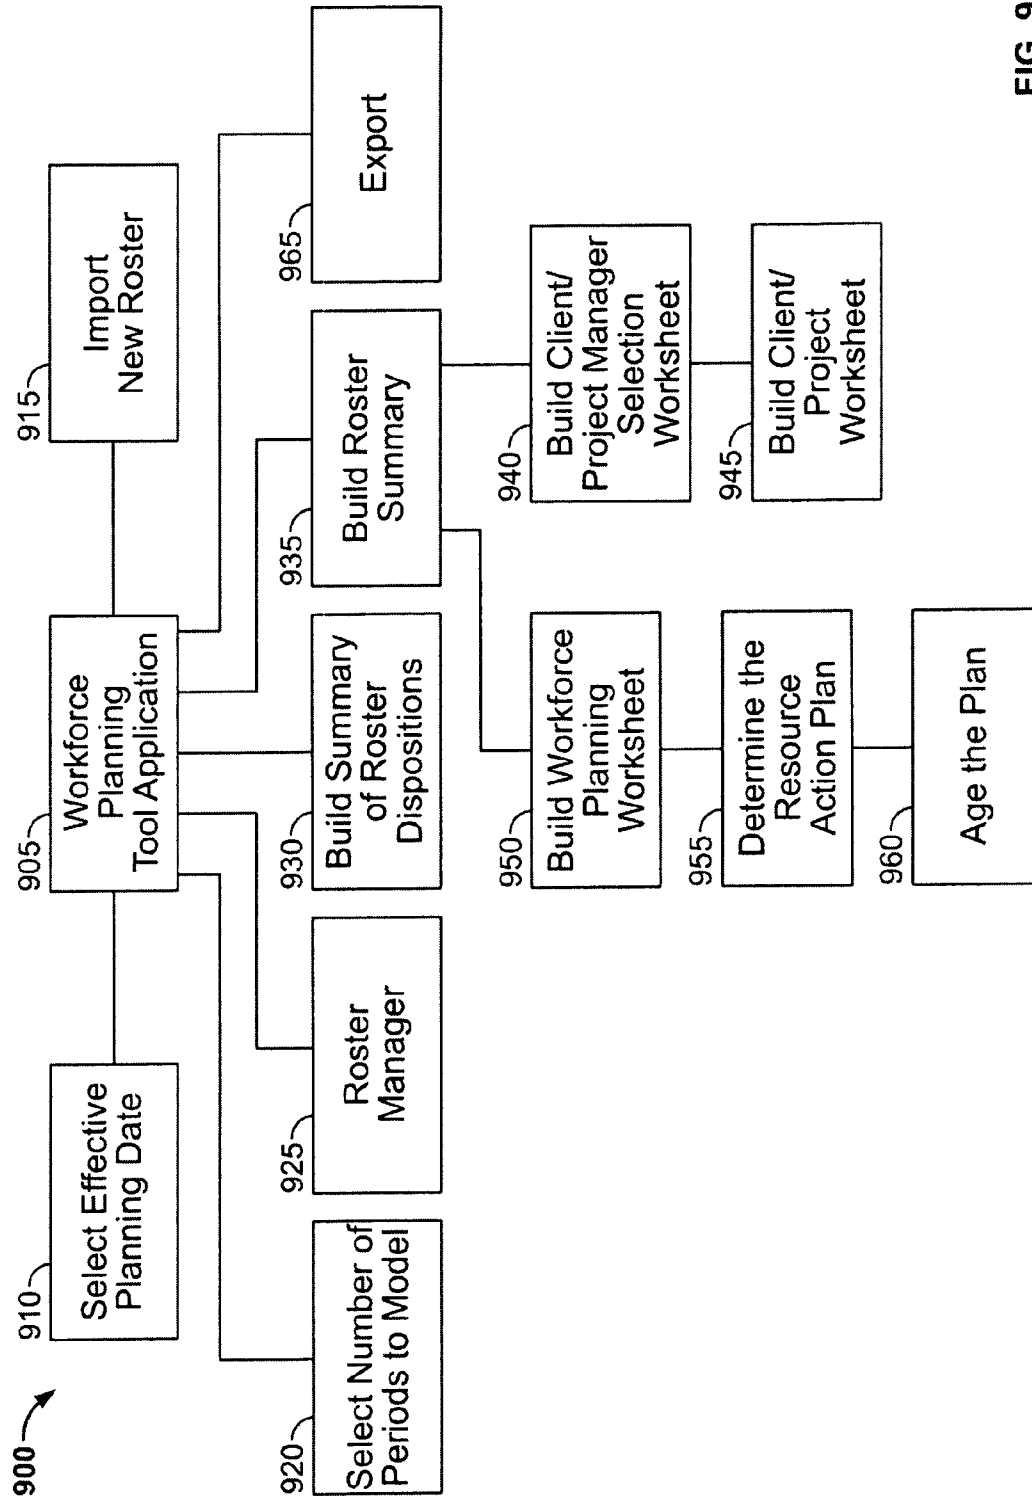 900
910
Select Effective
Planning Date
905
Workforce
Planning
Tool Application
915
Import
New Roster
920
Select Number of
Periods to Model
925
Roster
Manager
930
Build Summary
of Roster
Dispositions
935
Build Roster
Summary
965
Export
950
Build Workforce
Planning
Worksheet
940
Build Client/
Project Manager
Selection
Worksheet
955
Determine the
Resource
Action Plan
945
Build Client/
Project
Worksheet
960
Age the Plan
FIG. 9